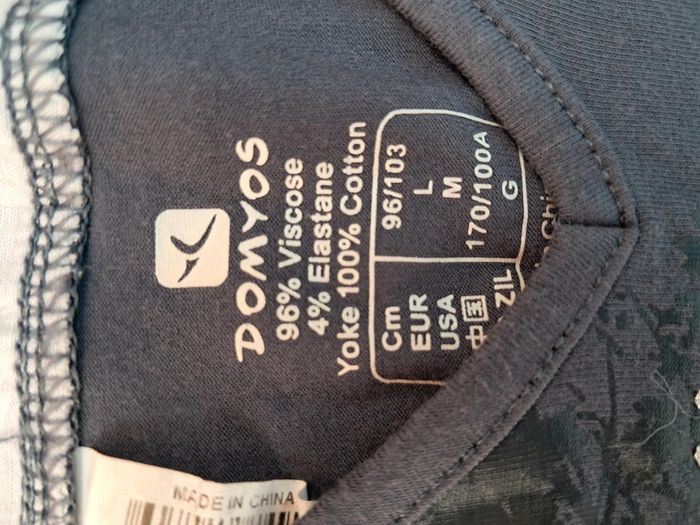 DOMYOS
96% Viscose
4% Elastane
Yoke 100% Cotton
Cm 96/103
EUR L
USA M
中国 170/100A
ZIL G
Chi
MADE IN CHINA